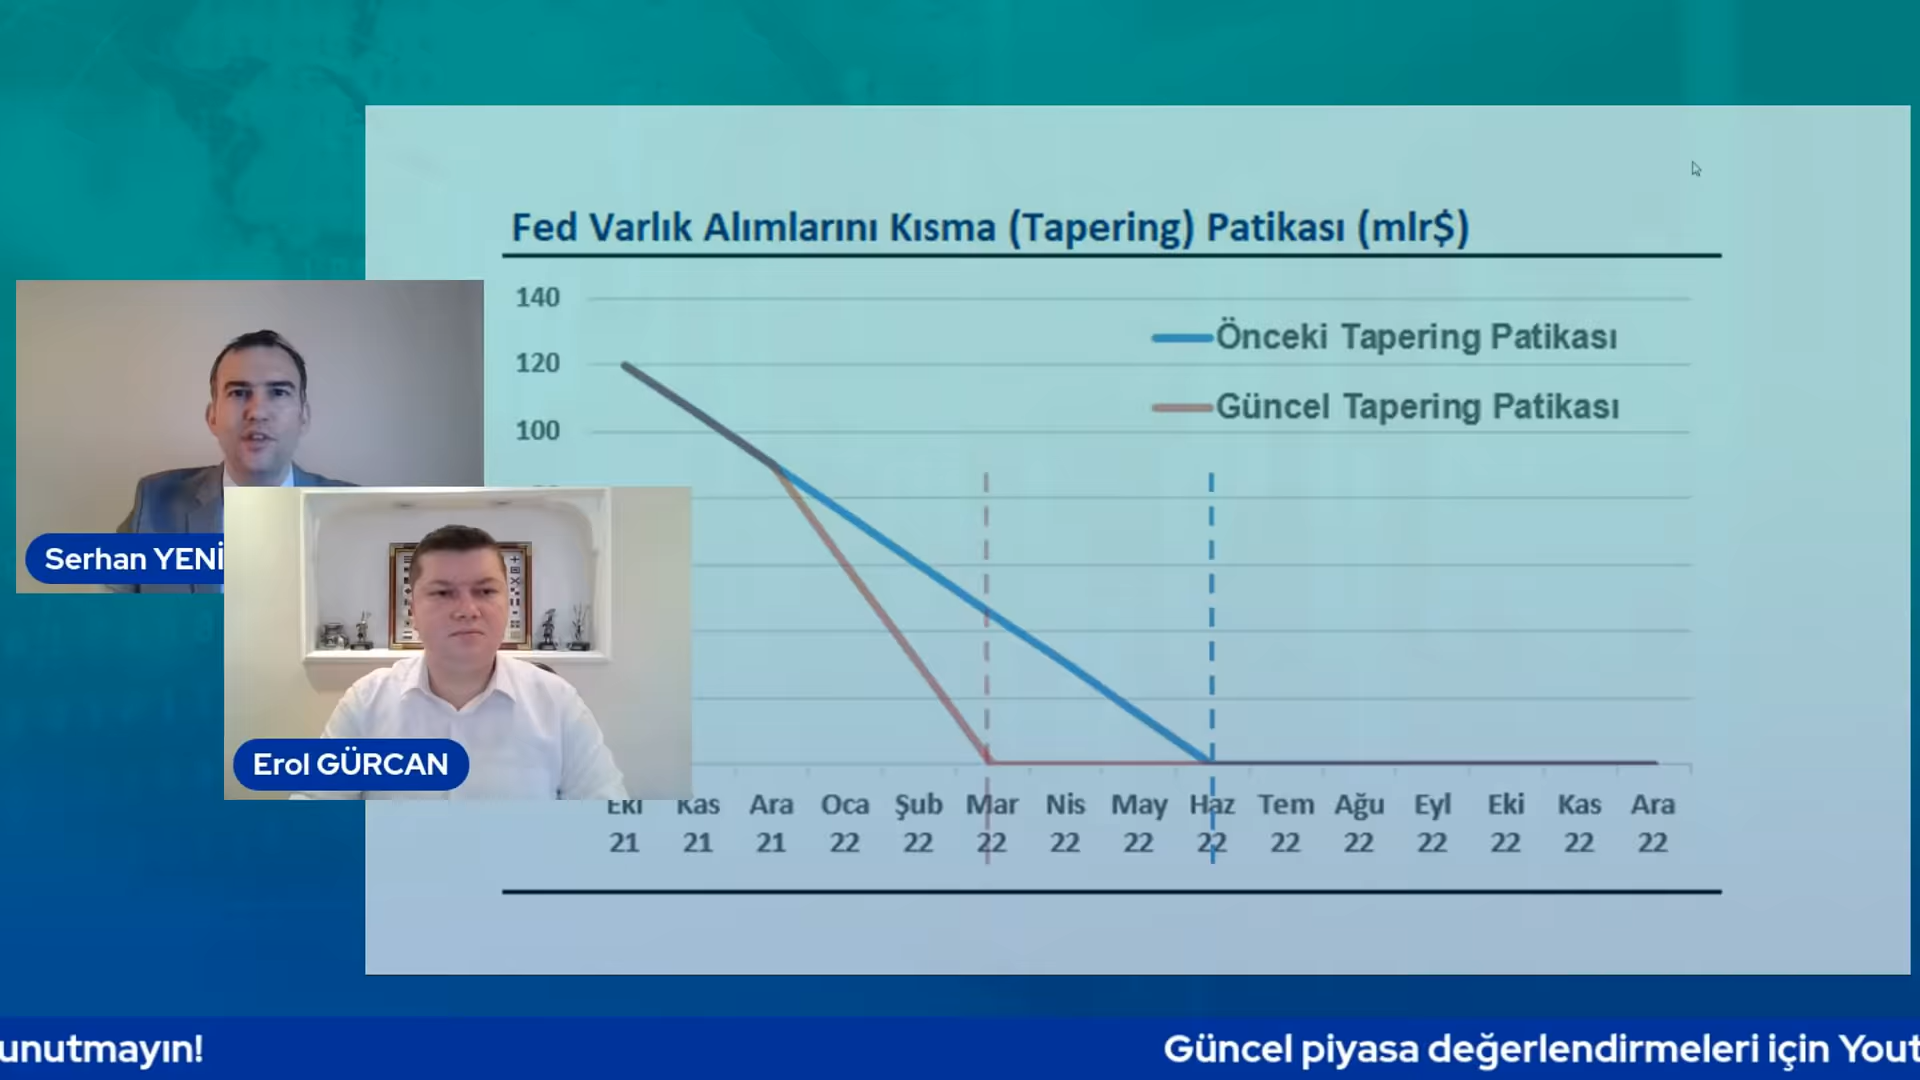 Fed Varlık Alımlarını Kısma (Tapering) Patikası (mlr$)
140
120
100
Önceki Tapering Patikası
Güncel Tapering Patikası
Serhan YENİ
Erol GÜRCAN
Eki Kas Ara Oca Şub Mar Nis May Haz Tem Ağu Eyl Eki Kas Ara
21 21 21 22 22 22 22 22 22 22 22 22 22 22 22
unutmayın!
Güncel piyasa değerlendirmeleri için Yout